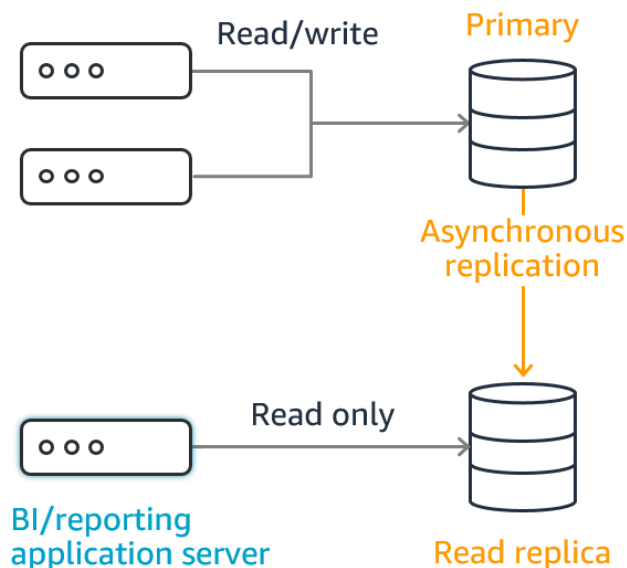 Read/write
Primary
Asynchronous
replication
Read only
BI/reporting
application server
Read replica